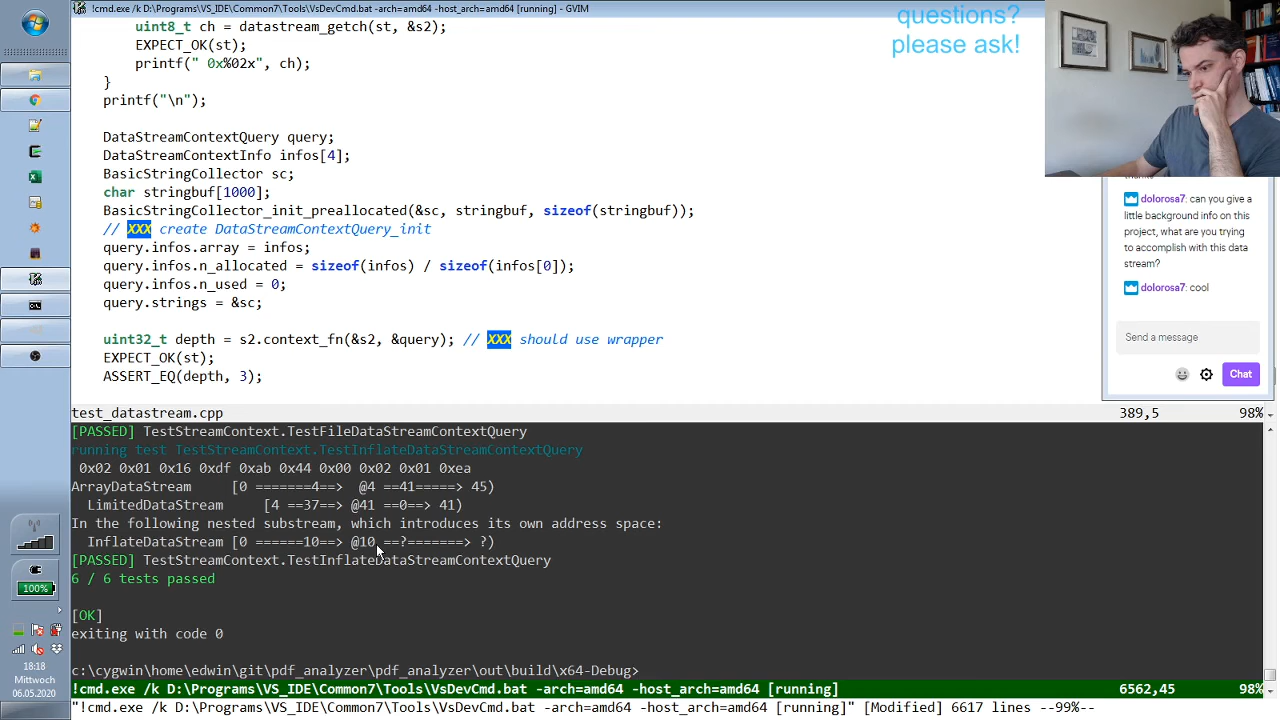 !cmd.exe /k D:\Programs\VS_IDE\Common7\Tools\VsDevCmd.bat -arch=amd64 -host_arch=amd64 [running] - GVIM
uint8_t ch = datastream_getch(st, &s2);
EXPECT_OK(st);
printf(" 0x%02x", ch);
}
printf("\n");
DataStreamContextQuery query;
DataStreamContextInfo infos[4];
BasicStringCollector sc;
char stringbuf[1000];
BasicStringCollector_init_preallocated(&sc, stringbuf, sizeof(stringbuf));
// XXX create DataStreamContextQuery_init
query.infos.array = infos;
query.infos.n_allocated = sizeof(infos) / sizeof(infos[0]);
query.infos.n_used = 0;
query.strings = &sc;
uint32_t depth = s2.context_fn(&s2, &query); // XXX should use wrapper
EXPECT_OK(st);
ASSERT_EQ(depth, 3);
test_datastream.cpp 389,5 98%
[PASSED] TestStreamContext.TestFileDataStreamContextQuery
running test TestStreamContext.TestInflateDataStreamContextQuery
0x02 0x01 0x16 0xdf 0xab 0x44 0x00 0x02 0x01 0xea
ArrayDataStream [0 =======4==> @4 ==41=====> 45)
LimitedDataStream [4 ==37==> @41 ==0==> 41)
In the following nested substream, which introduces its own address space:
InflateDataStream [0 ======10==> @10 ==?=======> ?)
[PASSED] TestStreamContext.TestInflateDataStreamContextQuery
6 / 6 tests passed
[OK]
exiting with code 0
c:\cygwin\home\edwin\git\pdf_analyzer\pdf_analyzer\out\build\x64-Debug>
!cmd.exe /k D:\Programs\VS_IDE\Common7\Tools\VsDevCmd.bat -arch=amd64 -host_arch=amd64 [running] 6562,45 98%
"!cmd.exe /k D:\Programs\VS_IDE\Common7\Tools\VsDevCmd.bat -arch=amd64 -host_arch=amd64 [running]" [Modified] 6617 lines --99%--
questions?
please ask!
dolorosa7: can you give a
little background info on this
project, what are you trying
to accomplish with this data
stream?
dolorosa7: cool
Send a message
Chat
100%
18:18
Mittwoch
06.05.2020